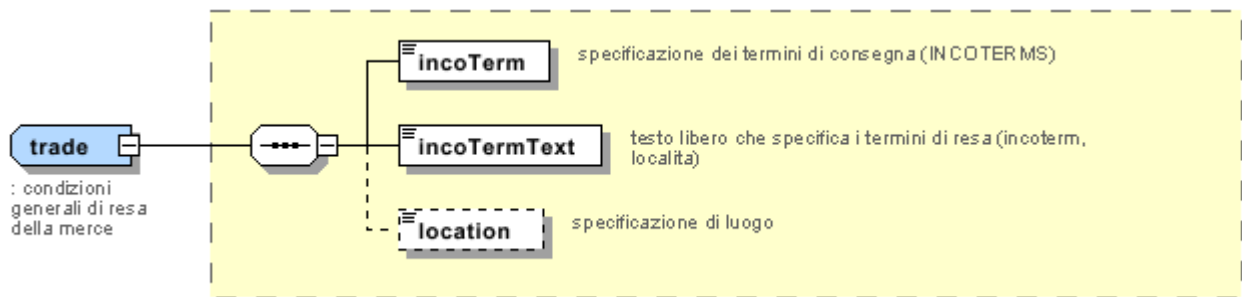 incoTerm
specificazione dei termini di consegna (INCOTERMS)
trade
incoTermText
testo libero che specifica i termini di resa (incoterm,
localita)
: condizioni
generali di resa
della merce
location
specificazione di luogo